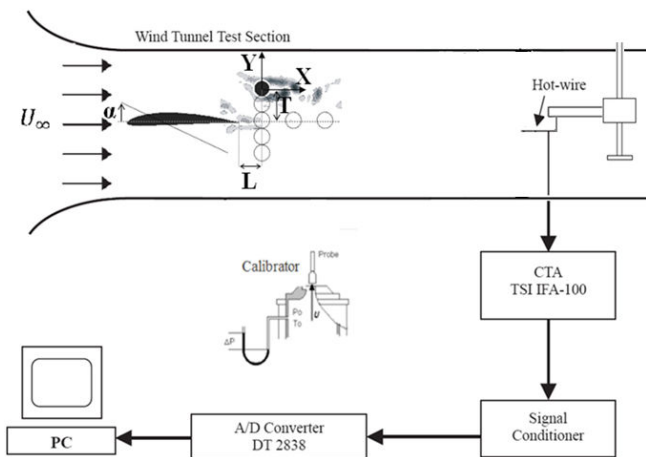 Wind Tunnel Test Section
Y
X
α
T
U∞
L
Hot-wire
CTA
TSI IFA-100
Calibrator
Probe
Po
To
u
ΔP
Signal
Conditioner
A/D Converter
DT 2838
PC